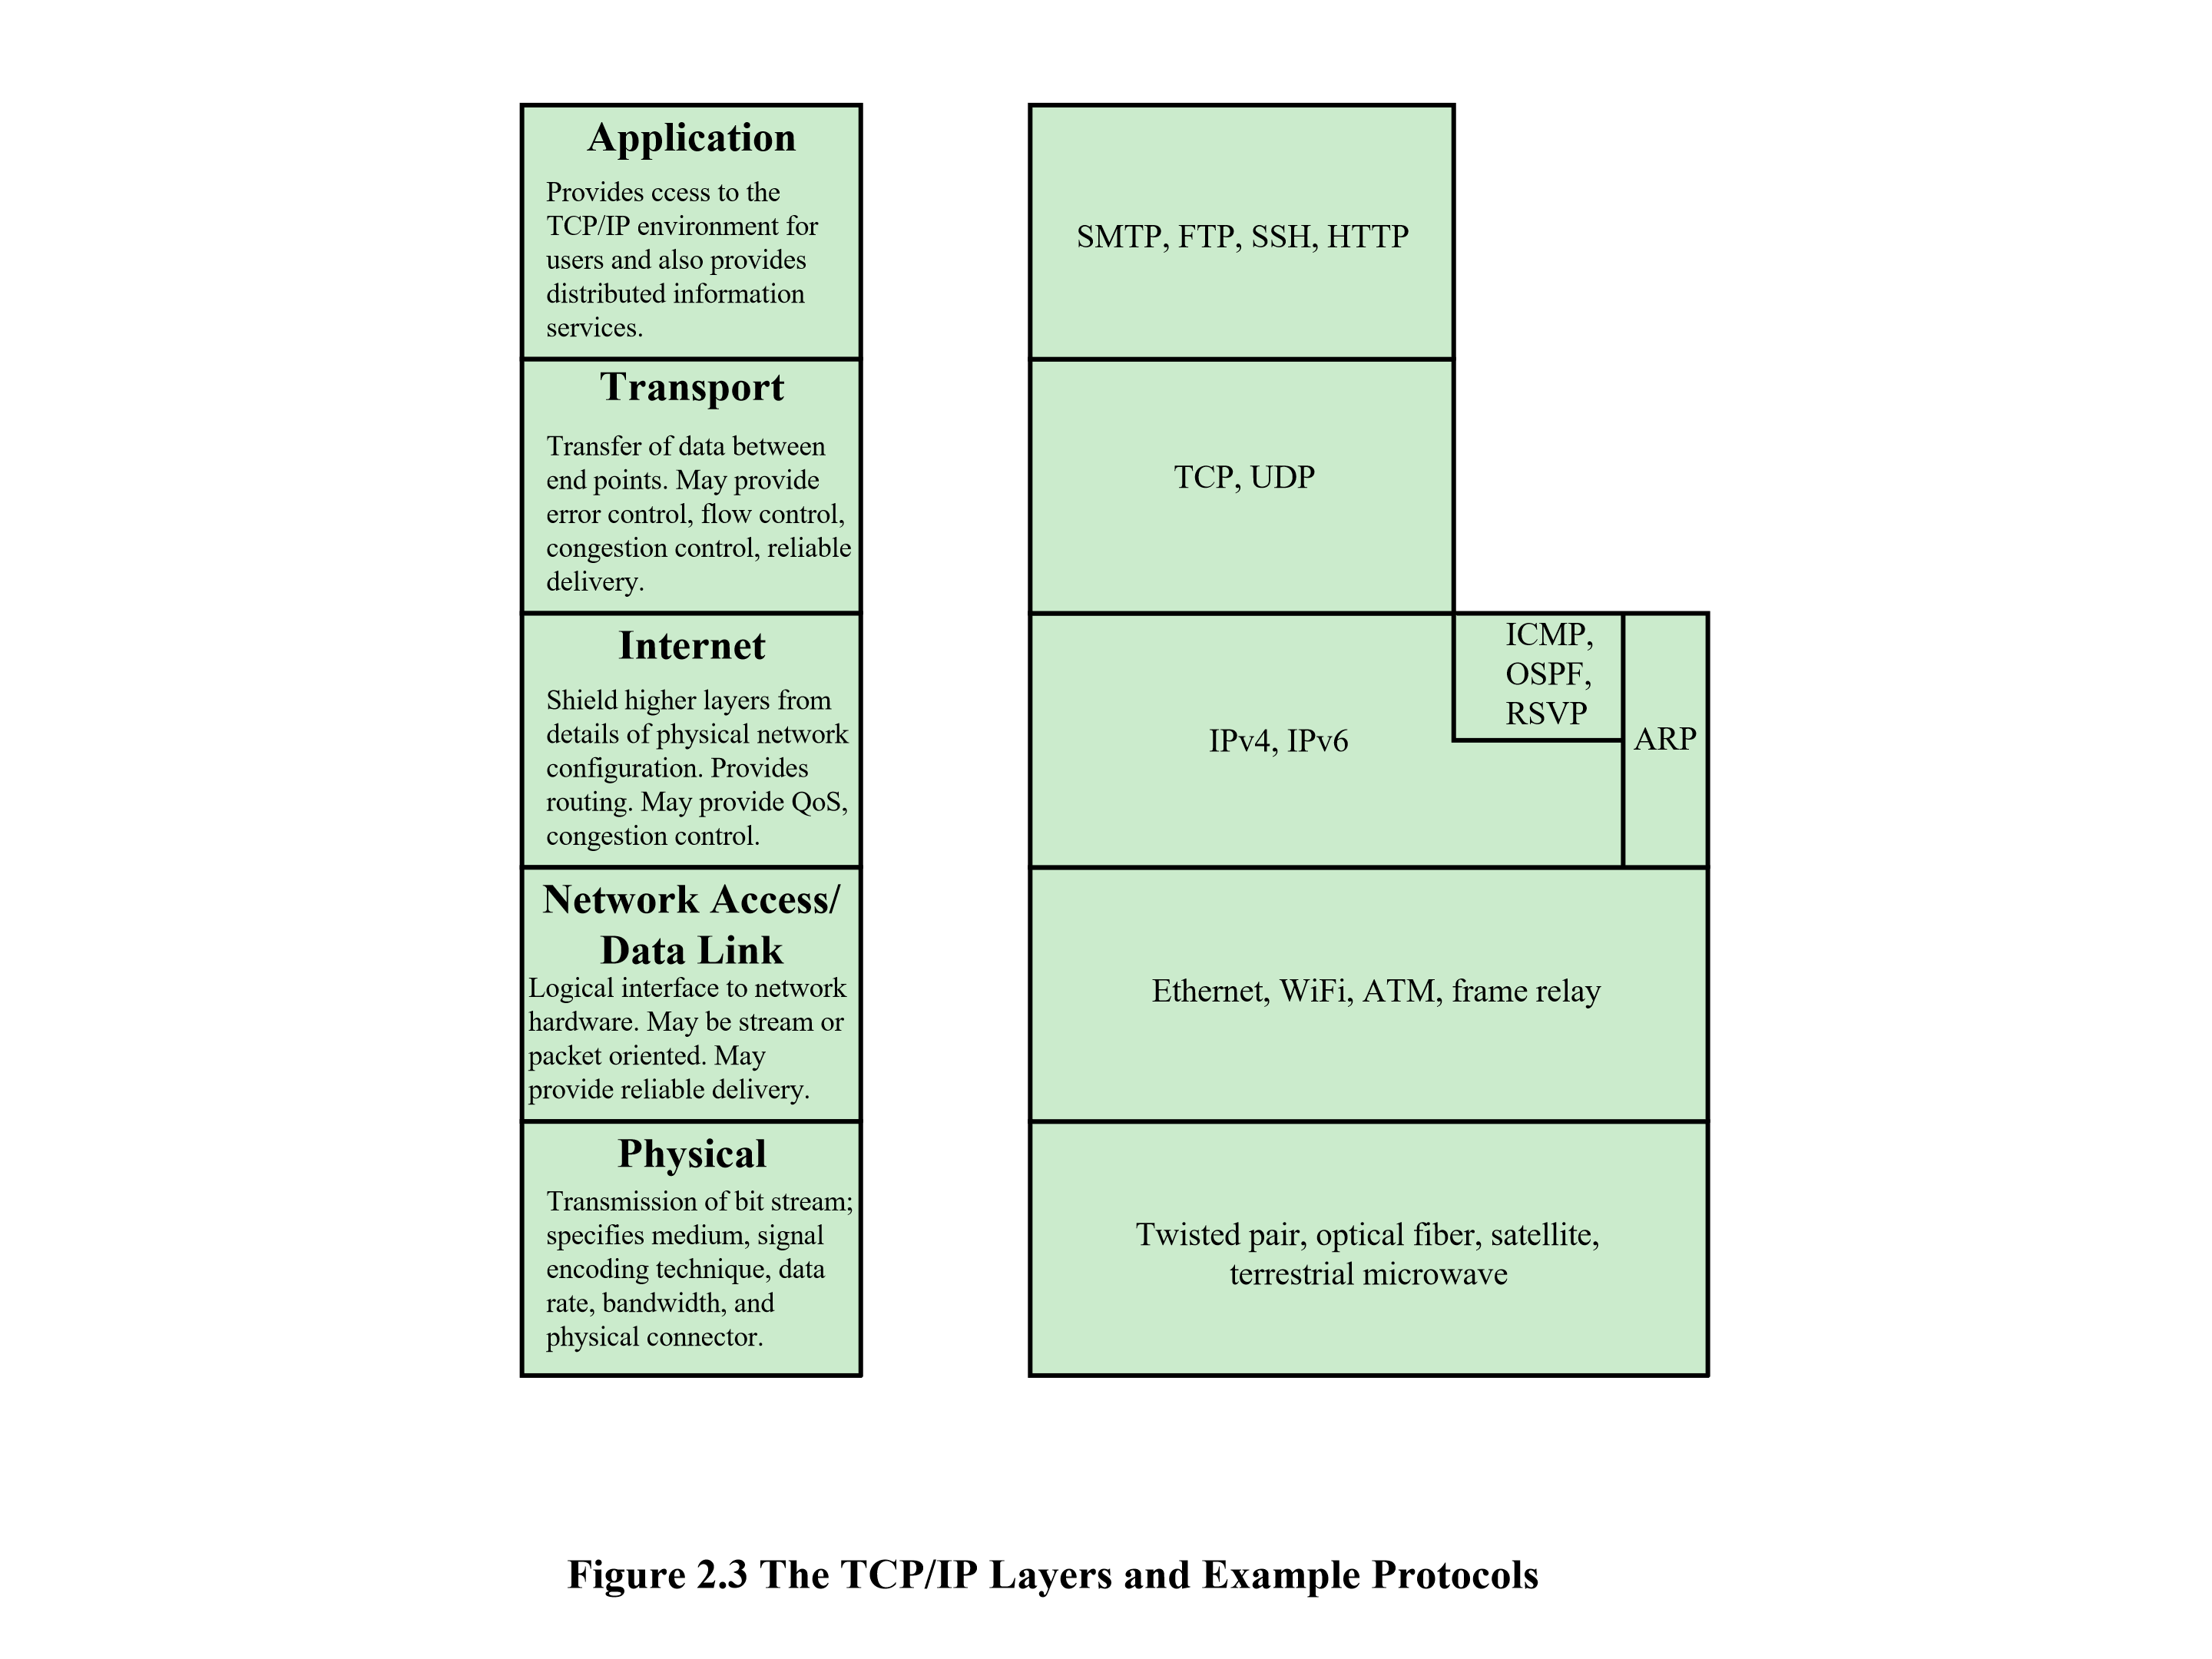 Application
Provides ccess to the
TCP/IP environment for
users and also provides
distributed information
services.
SMTP, FTP, SSH, HTTP
Transport
Transfer of data between
end points. May provide
error control, flow control,
congestion control, reliable
delivery.
TCP, UDP
Internet
Shield higher layers from
details of physical network
configuration. Provides
routing. May provide QoS,
congestion control.
IPv4, IPv6
ICMP,
OSPF,
RSVP
ARP
Network Access/
Data Link
Logical interface to network
hardware. May be stream or
packet oriented. May
provide reliable delivery.
Ethernet, WiFi, ATM, frame relay
Physical
Transmission of bit stream;
specifies medium, signal
encoding technique, data
rate, bandwidth, and
physical connector.
Twisted pair, optical fiber, satellite,
terrestrial microwave
Figure 2.3 The TCP/IP Layers and Example Protocols